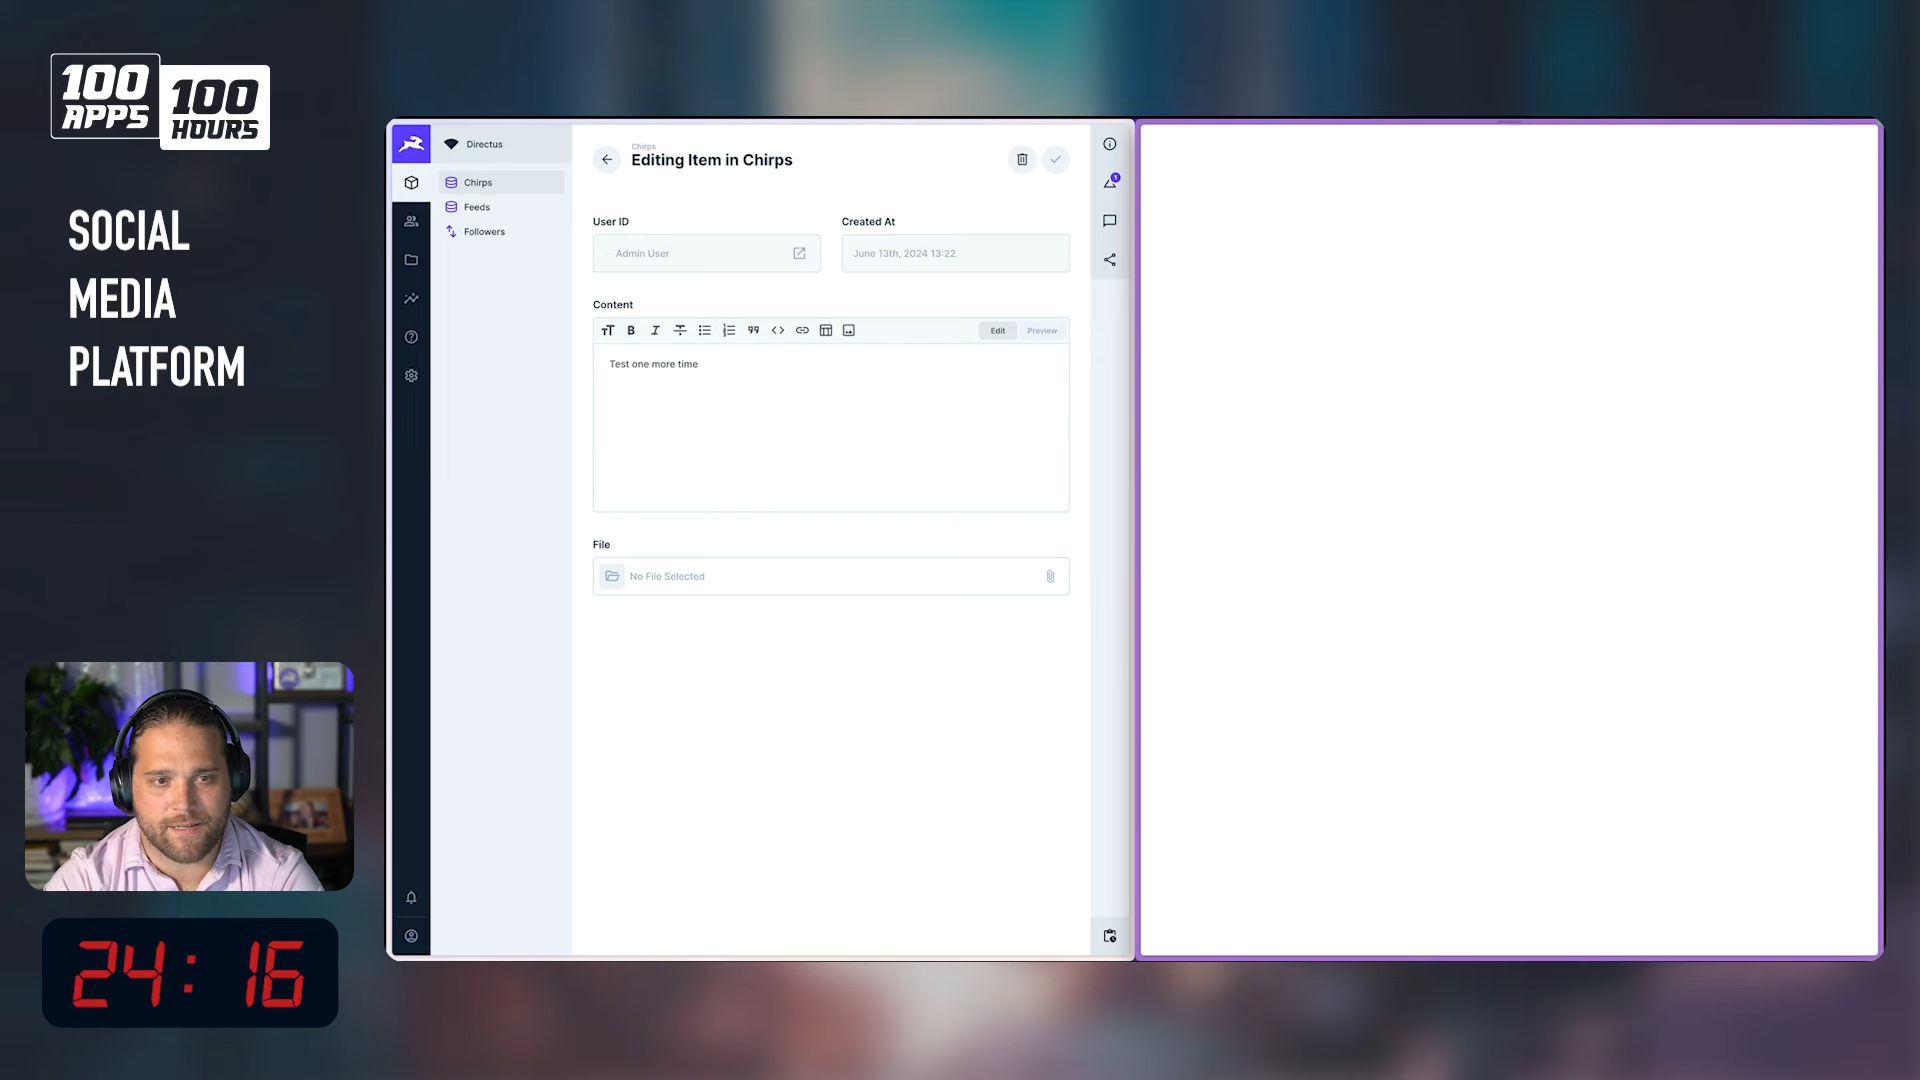 100
APPS
100
HOURS
SOCIAL
MEDIA
PLATFORM
24:16
Directus
Chirps
Feeds
Followers
Chirps
Editing Item in Chirps
1
User ID
Created At
Admin User
June 13th, 2024 13:22
Content
Edit
Preview
Test one more time
File
No File Selected